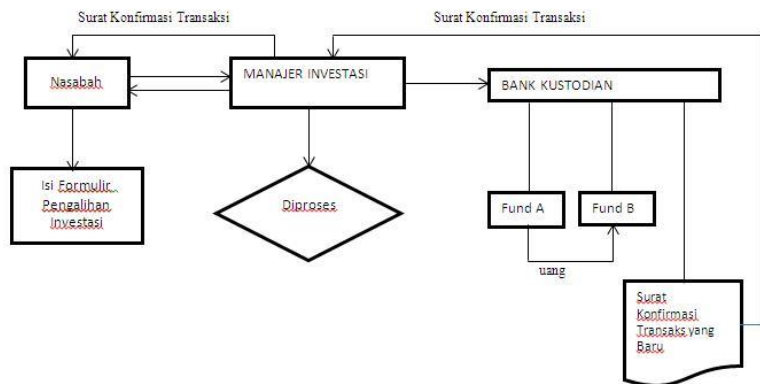 Surat Konfirmasi Transaksi
Surat Konfirmasi Transaksi
Nasabah
MANAJER INVESTASI
BANK KUSTODIAN
Isi Formulir
Pengalihan
Investasi
Diproses
Fund A
Fund B
uang
Surat
Konfirmasi
Transaks yang
Baru